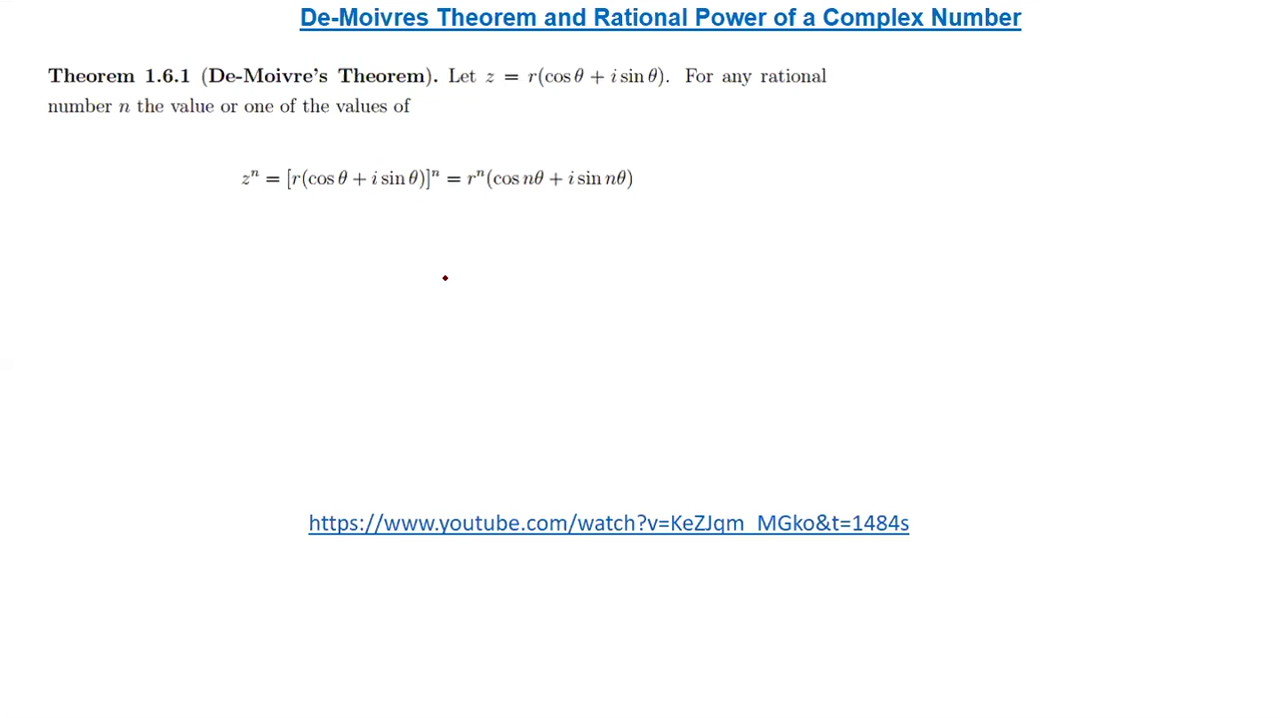 De-Moivres Theorem and Rational Power of a Complex Number
Theorem 1.6.1 (De-Moivre's Theorem). Let z = r(cos θ + i sin θ). For any rational
number n the value or one of the values of
zⁿ = [r(cos θ + i sin θ)]ⁿ = rⁿ(cos nθ + i sin nθ)
https://www.youtube.com/watch?v=KeZJqm_MGko&t=1484s